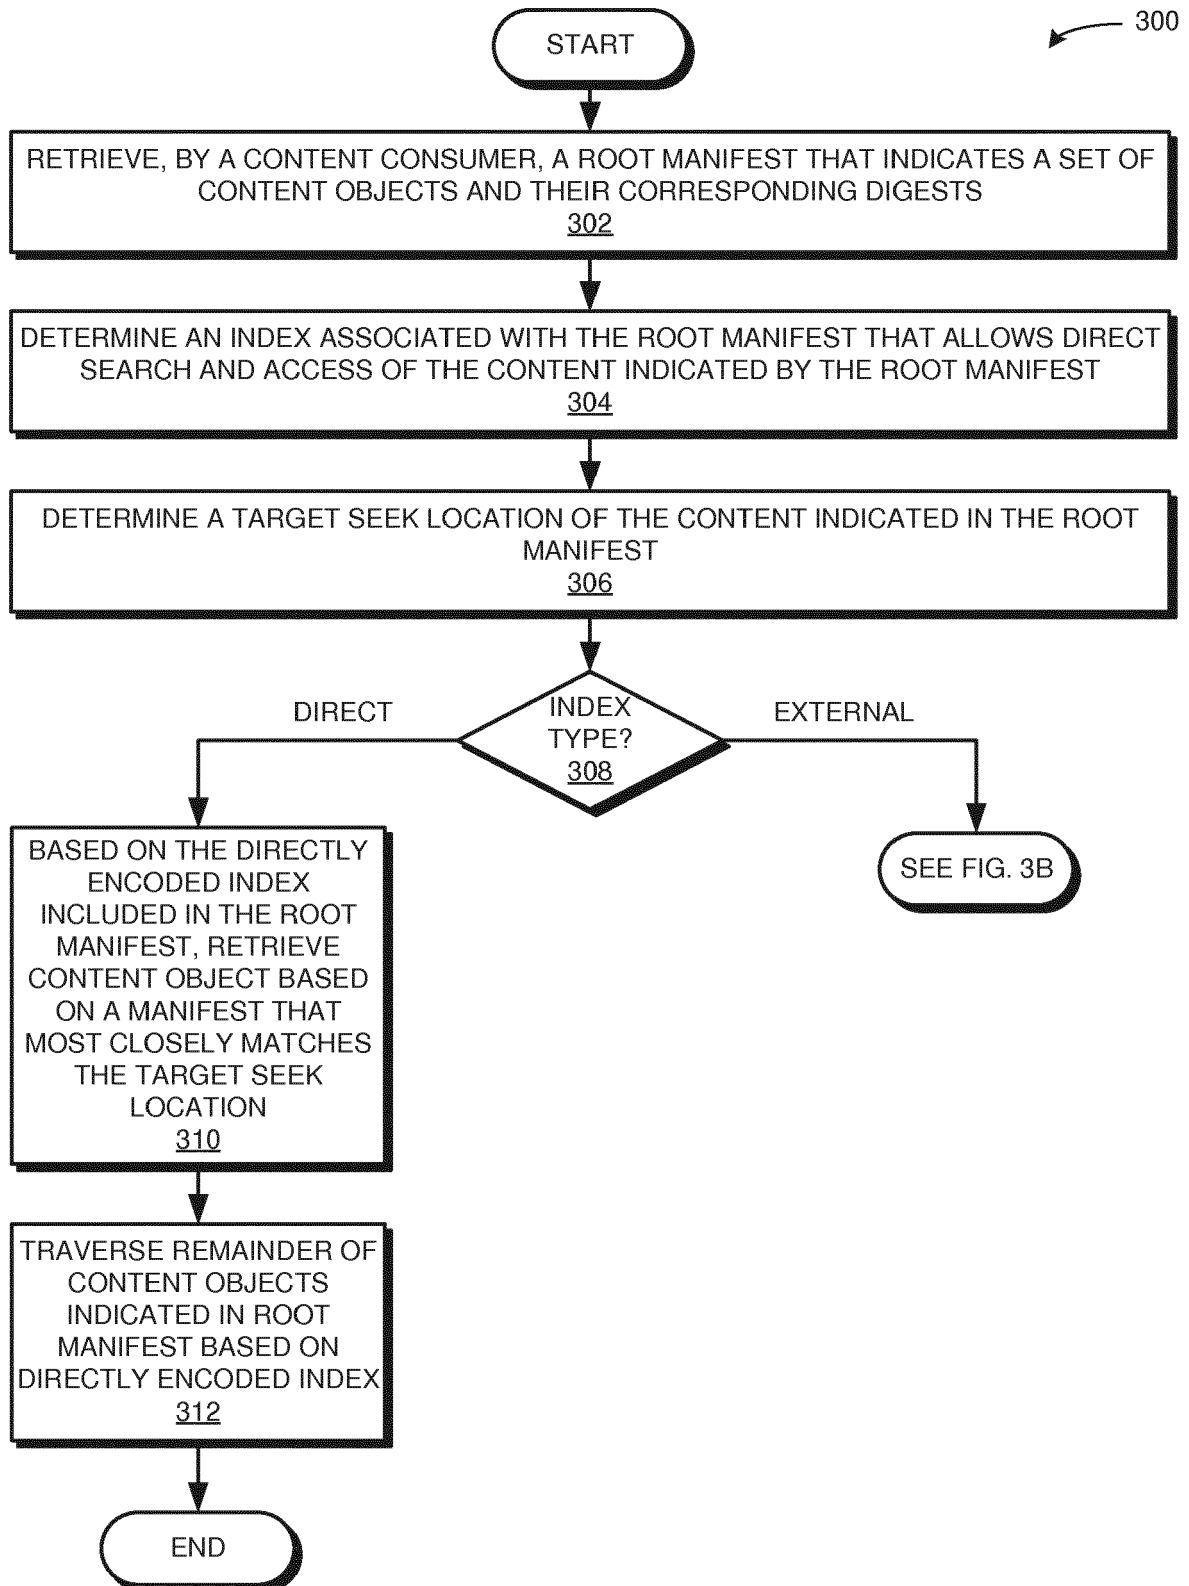 300
START
RETRIEVE, BY A CONTENT CONSUMER, A ROOT MANIFEST THAT INDICATES A SET OF
CONTENT OBJECTS AND THEIR CORRESPONDING DIGESTS
302
DETERMINE AN INDEX ASSOCIATED WITH THE ROOT MANIFEST THAT ALLOWS DIRECT
SEARCH AND ACCESS OF THE CONTENT INDICATED BY THE ROOT MANIFEST
304
DETERMINE A TARGET SEEK LOCATION OF THE CONTENT INDICATED IN THE ROOT
MANIFEST
306
INDEX
TYPE?
308
DIRECT
EXTERNAL
BASED ON THE DIRECTLY
ENCODED INDEX
INCLUDED IN THE ROOT
MANIFEST, RETRIEVE
CONTENT OBJECT BASED
ON A MANIFEST THAT
MOST CLOSELY MATCHES
THE TARGET SEEK
LOCATION
310
SEE FIG. 3B
TRAVERSE REMAINDER OF
CONTENT OBJECTS
INDICATED IN ROOT
MANIFEST BASED ON
DIRECTLY ENCODED INDEX
312
END